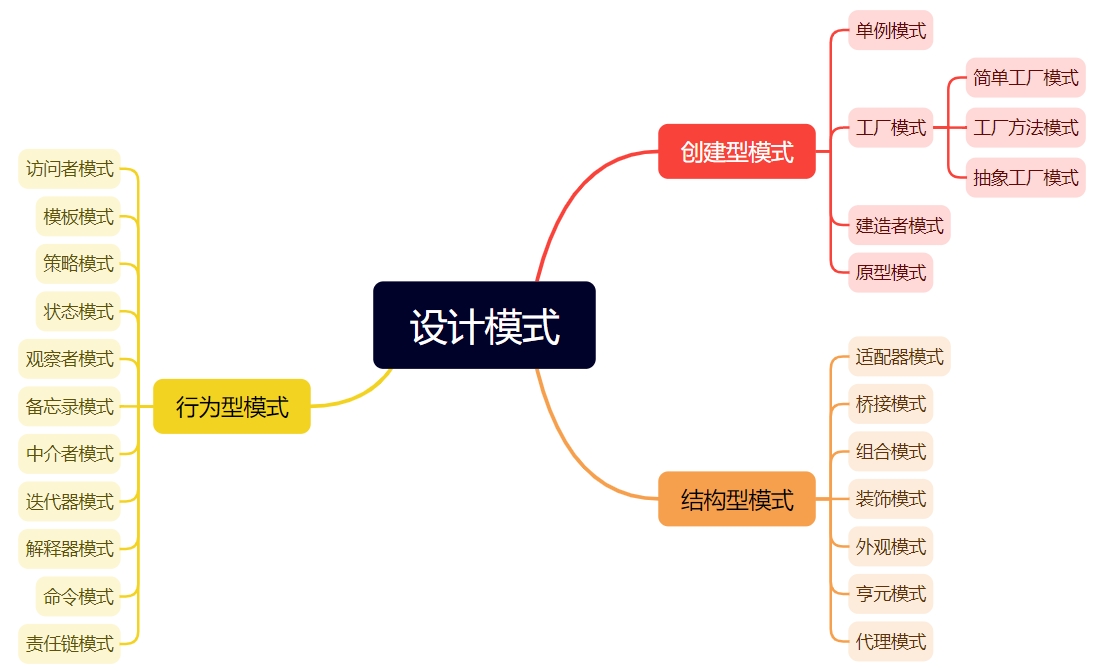 设计模式
创建型模式
单例模式
工厂模式
简单工厂模式
工厂方法模式
抽象工厂模式
建造者模式
原型模式
结构型模式
适配器模式
桥接模式
组合模式
装饰模式
外观模式
亨元模式
代理模式
行为型模式
访问者模式
模板模式
策略模式
状态模式
观察者模式
备忘录模式
中介者模式
迭代器模式
解释器模式
命令模式
责任链模式